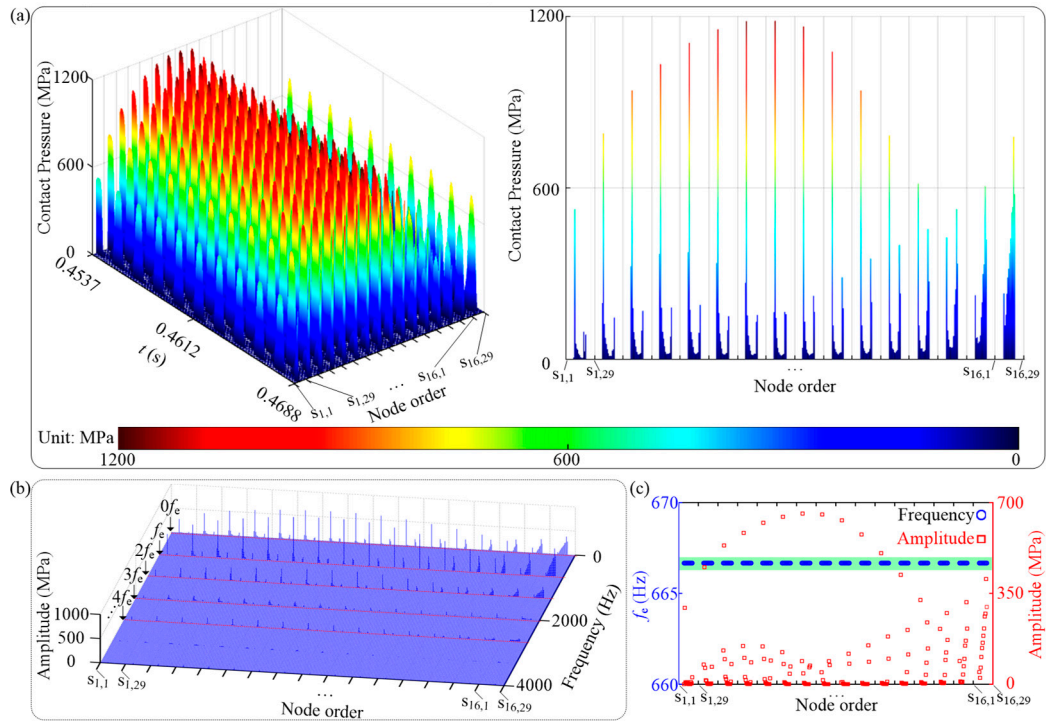 (a)
1200
600
0
Contact Pressure (MPa)
0.4537
0.4612
0.4688
t (s)
s1,1
s1,29
...
s16,1
s16,29
Node order
1200
600
0
Contact Pressure (MPa)
s1,1
s1,29
...
s16,1
s16,29
Node order
Unit: MPa
1200
600
0
(b)
0fe
fe
2fe
3fe
4fe
...
1000
500
0
Amplitude (MPa)
0
2000
4000
Frequency (Hz)
s1,1
s1,29
...
s16,1
s16,29
Node order
(c)
670
665
660
fe (Hz)
Frequency
Amplitude
700
350
0
Amplitude (MPa)
s1,1
s1,29
...
s16,1
s16,29
Node order